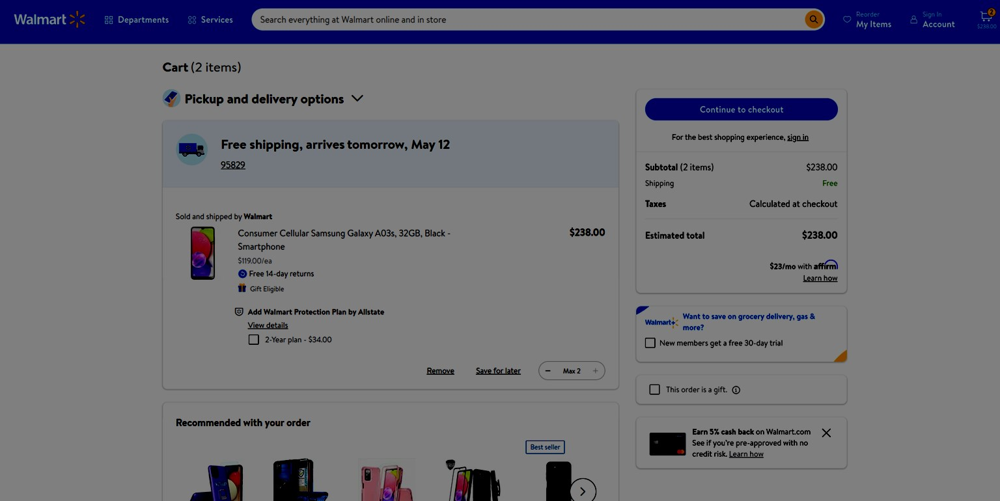 Walmart
Departments
Services
Search everything at Walmart online and in store
Reorder
My Items
Sign In
Account
2
$238.00
Cart (2 items)
Pickup and delivery options
Free shipping, arrives tomorrow, May 12
95829
Sold and shipped by Walmart
Consumer Cellular Samsung Galaxy A03s, 32GB, Black -
Smartphone
$238.00
$119.00/ea
Free 14-day returns
Gift Eligible
Add Walmart Protection Plan by Allstate
View details
2-Year plan - $34.00
Remove
Save for later
Max 2
Recommended with your order
Best seller
Continue to checkout
For the best shopping experience, sign in
Subtotal (2 items) $238.00
Shipping Free
Taxes Calculated at checkout
Estimated total $238.00
$23/mo with affirm
Learn how
Walmart+
Want to save on grocery delivery, gas &
more?
New members get a free 30-day trial
This order is a gift.
Earn 5% cash back on Walmart.com
See if you're pre-approved with no
credit risk. Learn how